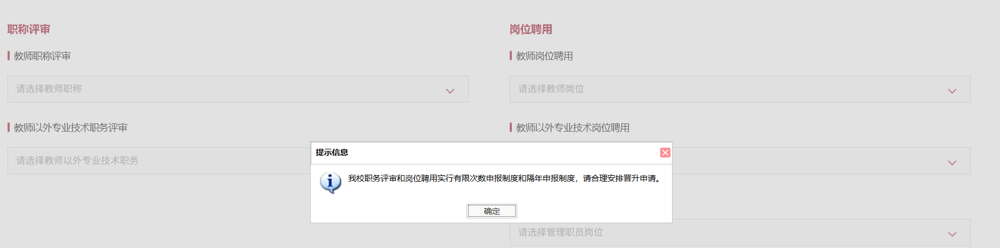 职称评审
岗位聘用
教师职称评审
教师岗位聘用
请选择教师职称
请选择教师岗位
教师以外专业技术职务评审
教师以外专业技术岗位聘用
请选择教师以外专业技术职务
提示信息
我校职务评审和岗位聘用实行有限次数申报制度和隔年申报制度，请合理安排晋升申请。
确定
请选择管理职员岗位